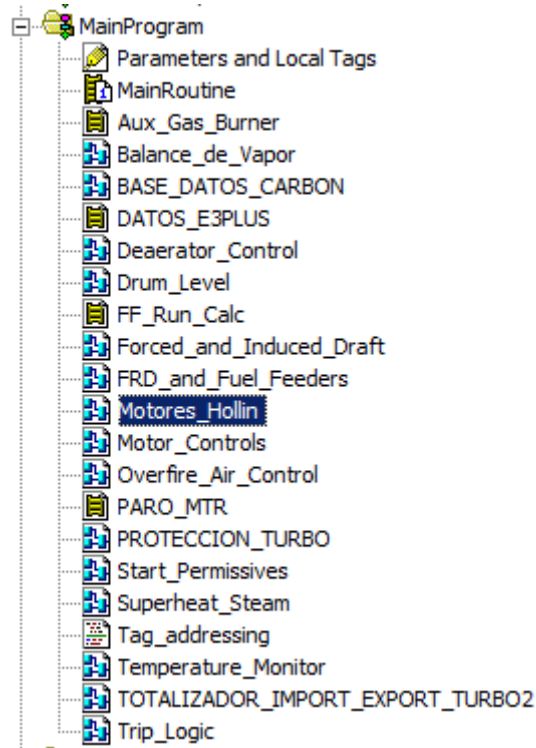 MainProgram
Parameters and Local Tags
MainRoutine
Aux_Gas_Burner
Balance_de_Vapor
BASE_DATOS_CARBON
DATOS_E3PLUS
Deaerator_Control
Drum_Level
FF_Run_Calc
Forced_and_Induced_Draft
FRD_and_Fuel_Feeders
Motores_Hollin
Motor_Controls
Overfire_Air_Control
PARO_MTR
PROTECCION_TURBO
Start_Permissives
Superheat_Steam
Tag_addressing
Temperature_Monitor
TOTALIZADOR_IMPORT_EXPORT_TURBO2
Trip_Logic